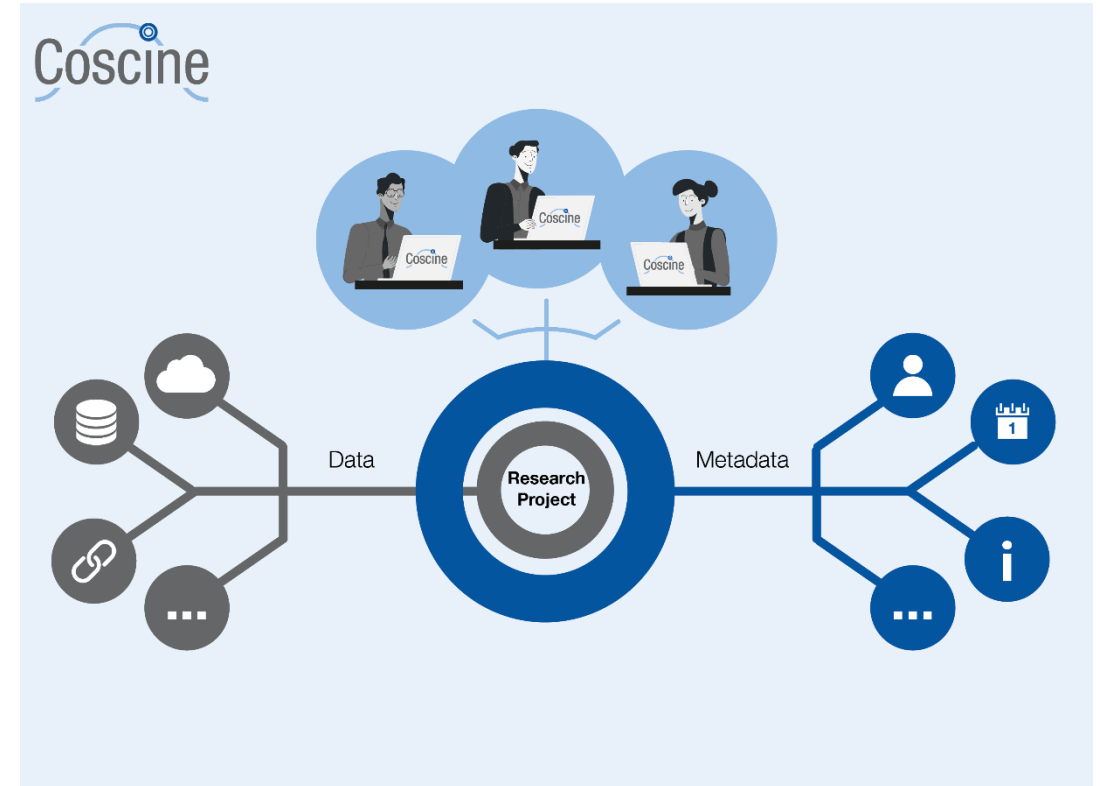 Coscine
Coscine
Coscine
Coscine
Data
Metadata
Research
Project
1
...
...
i